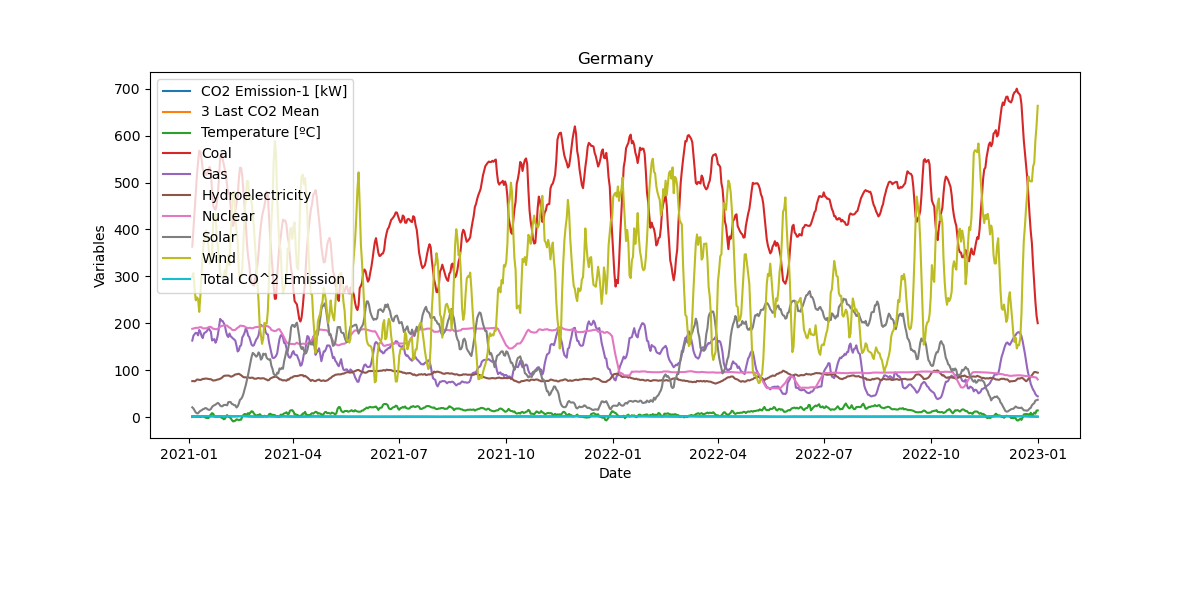 Germany
CO2 Emission-1 [kW]
3 Last CO2 Mean
Temperature [ºC]
Coal
Gas
Hydroelectricity
Nuclear
Solar
Wind
Total CO^2 Emission
Variables
700
600
500
400
300
200
100
0
2021-01 2021-04 2021-07 2021-10 2022-01 2022-04 2022-07 2022-10 2023-01
Date